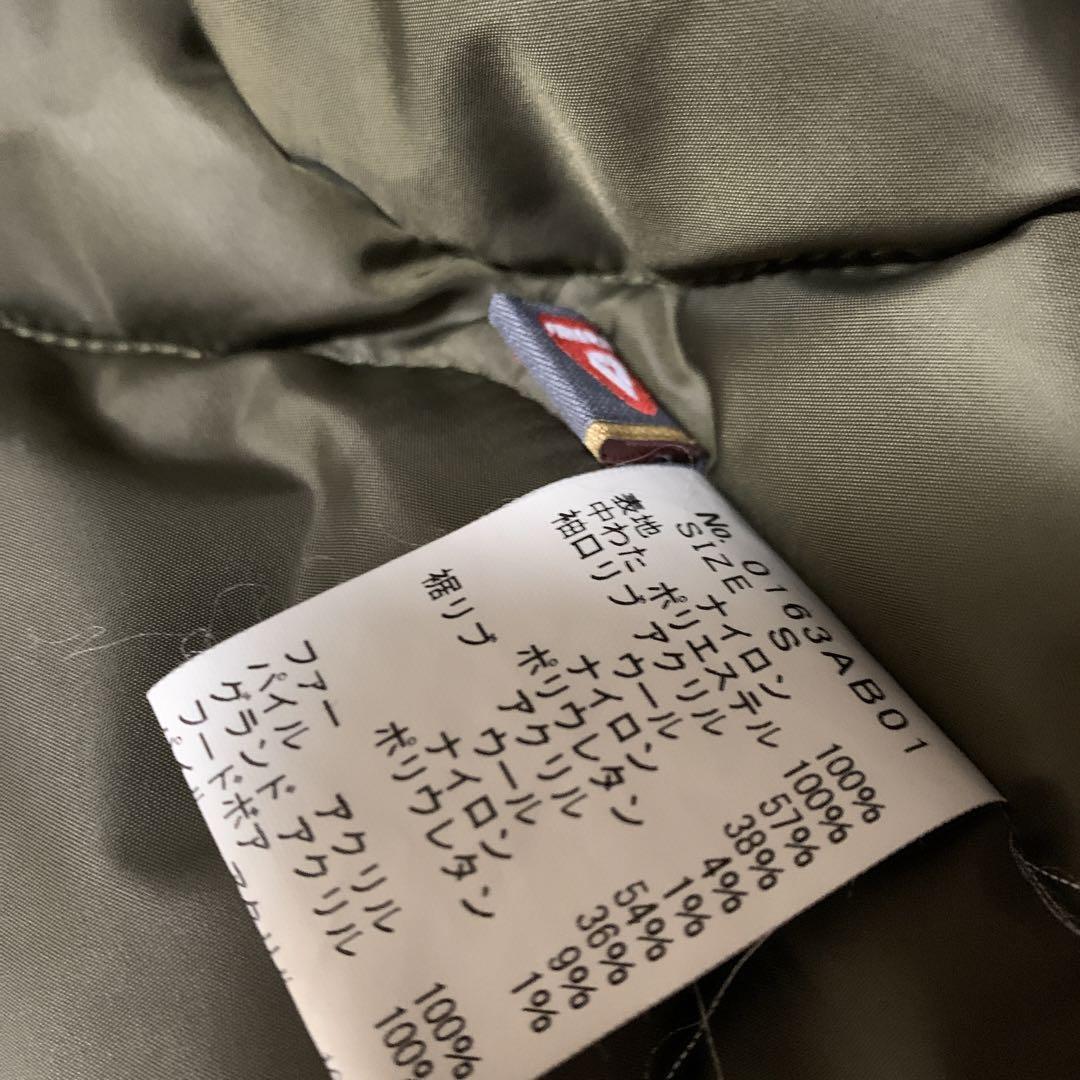 No. 0163AB01
SIZE S
表地 ナイロン 100%
中わた ポリエステル 100%
袖口リブ アクリル 57%
ウール 38%
ナイロン 4%
ポリウレタン 1%
裾リブ アクリル 54%
ウール 36%
ナイロン 9%
ポリウレタン 1%
ファー
パイル アクリル 100%
グランド アクリル 100%
フードボア